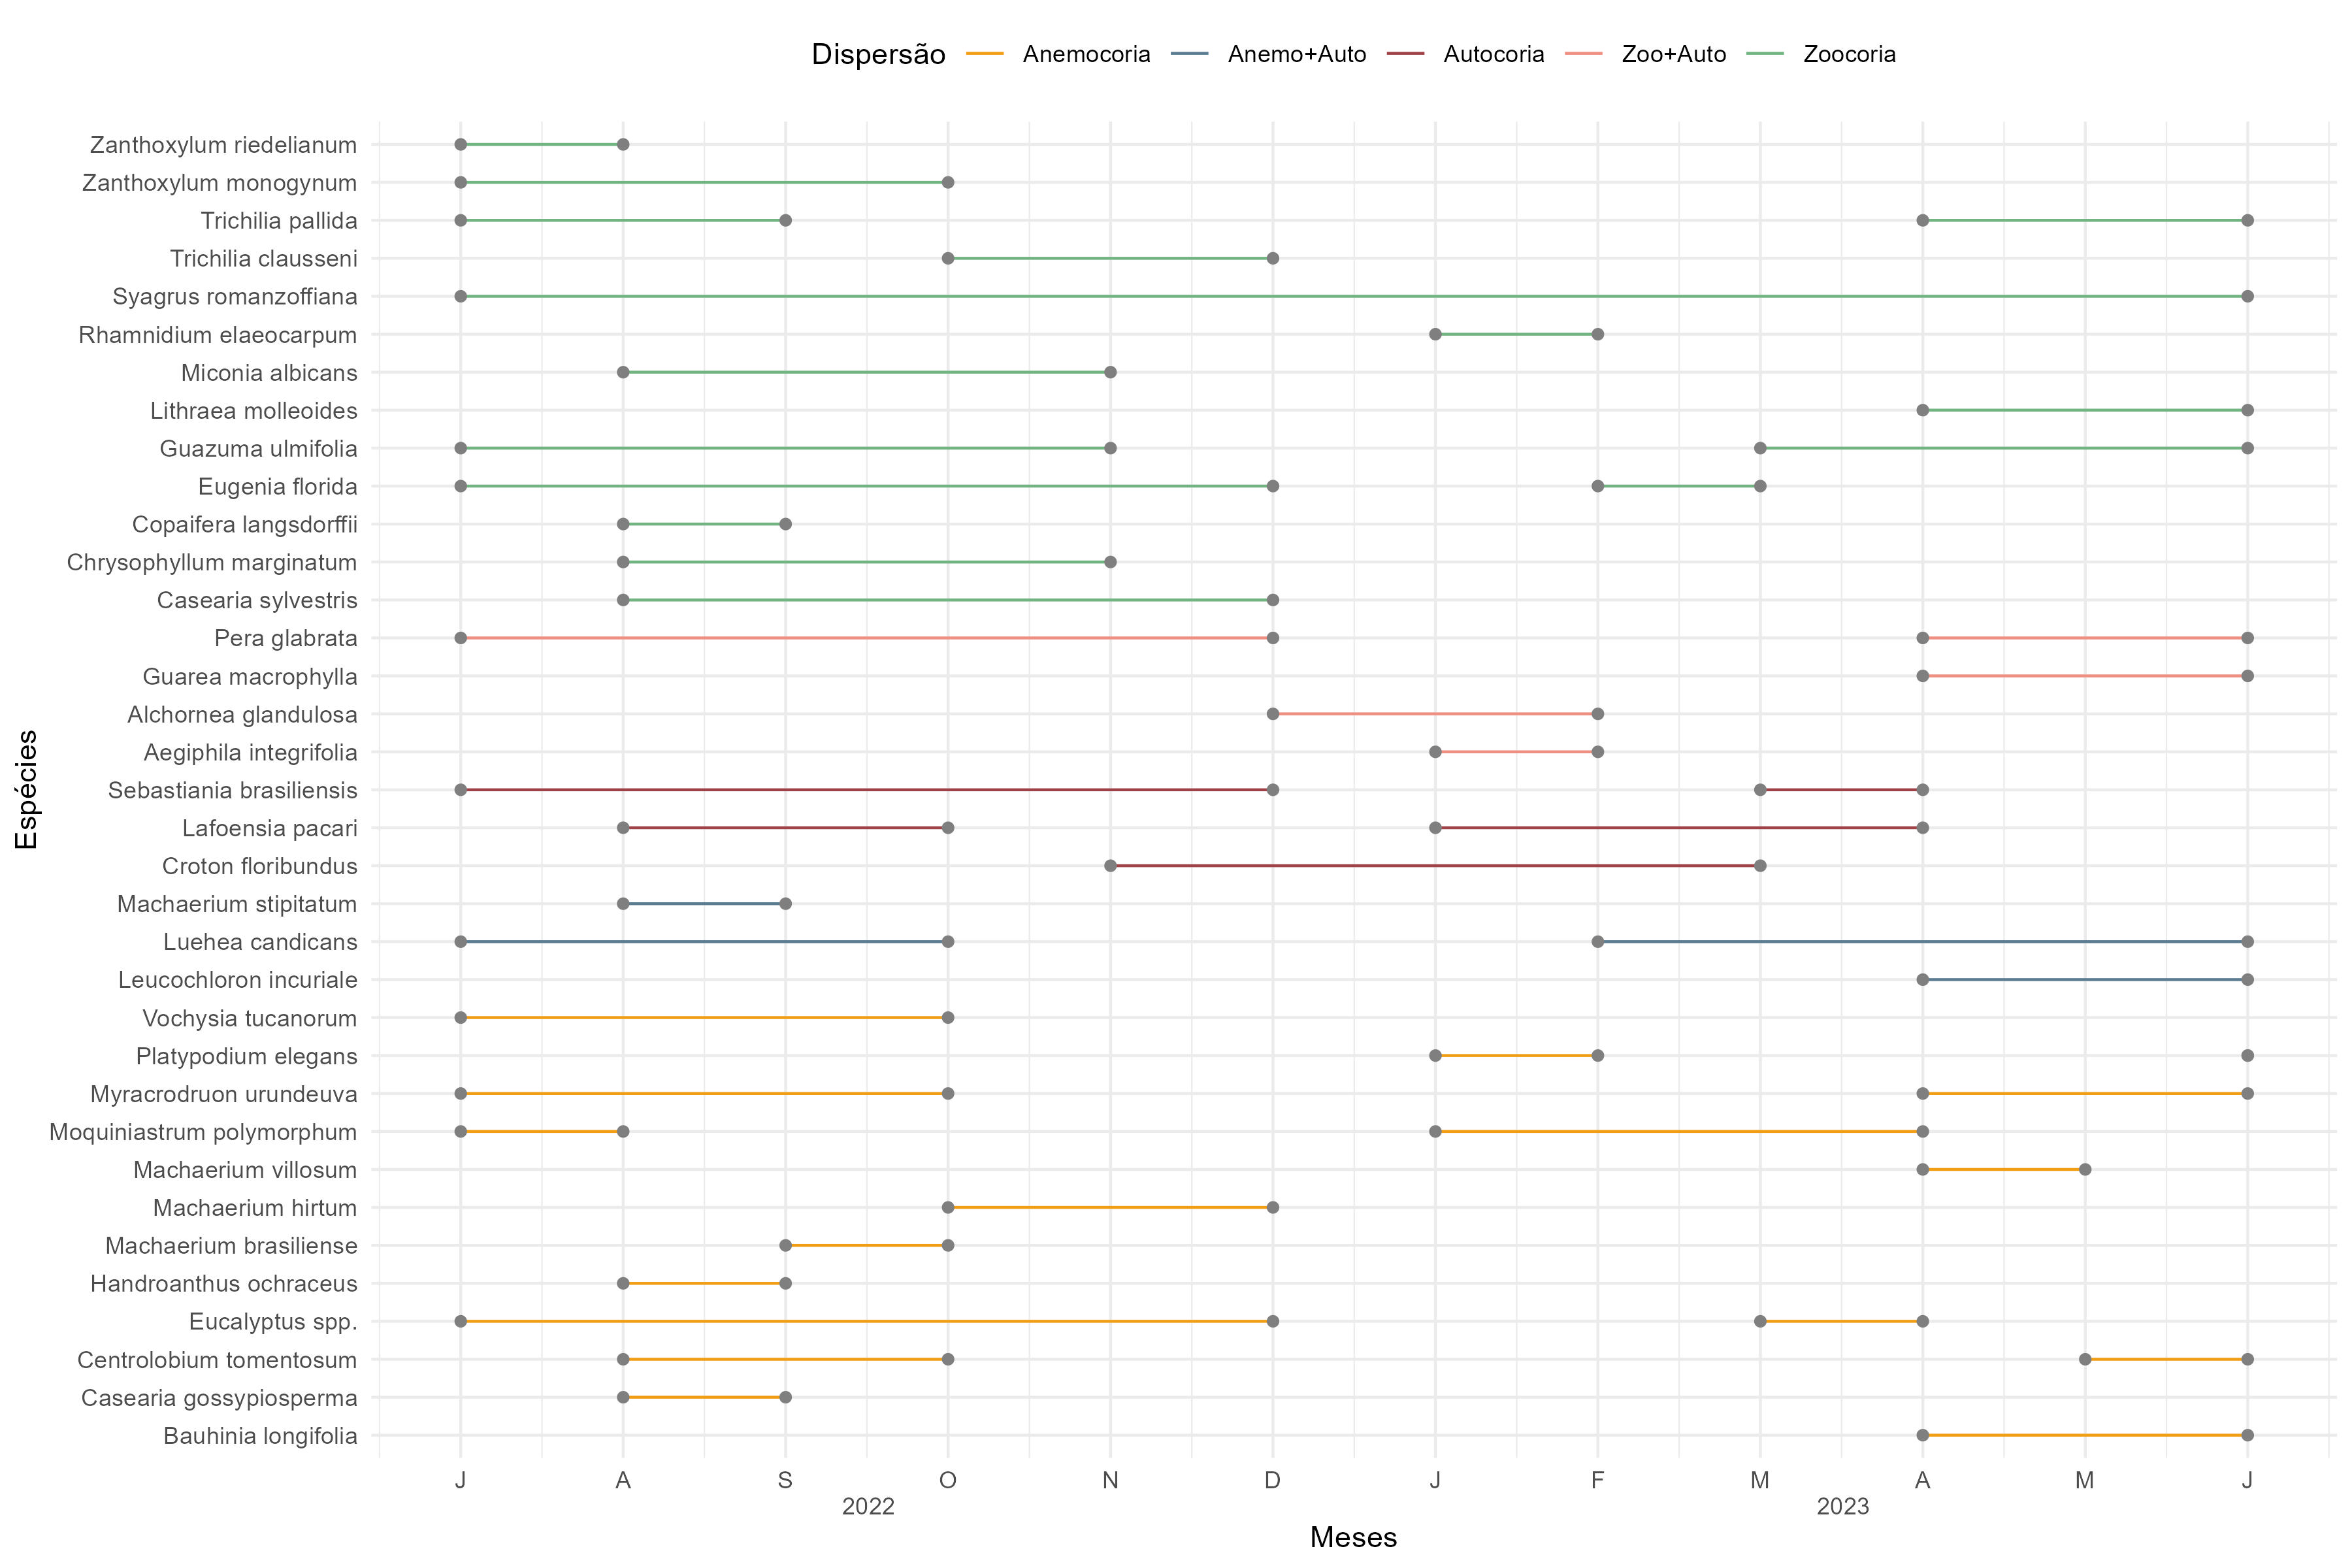 Dispersão Anemocoria Anemo+Auto Autocoria Zoo+Auto Zoocoria
Zanthoxylum riedelianum
Zanthoxylum monogynum
Trichilia pallida
Trichilia clausseni
Syagrus romanzoffiana
Rhamnidium elaeocarpum
Miconia albicans
Lithraea molleoides
Guazuma ulmifolia
Eugenia florida
Copaifera langsdorffii
Chrysophyllum marginatum
Casearia sylvestris
Pera glabrata
Guarea macrophylla
Alchornea glandulosa
Aegiphila integrifolia
Sebastiania brasiliensis
Lafoensia pacari
Croton floribundus
Machaerium stipitatum
Luehea candicans
Leucochloron incuriale
Vochysia tucanorum
Platypodium elegans
Myracrodruon urundeuva
Moquiniastrum polymorphum
Machaerium villosum
Machaerium hirtum
Machaerium brasiliense
Handroanthus ochraceus
Eucalyptus spp.
Centrolobium tomentosum
Casearia gossypiosperma
Bauhinia longifolia
Espécies
J A S O N D J F M A M J
2022 2023
Meses